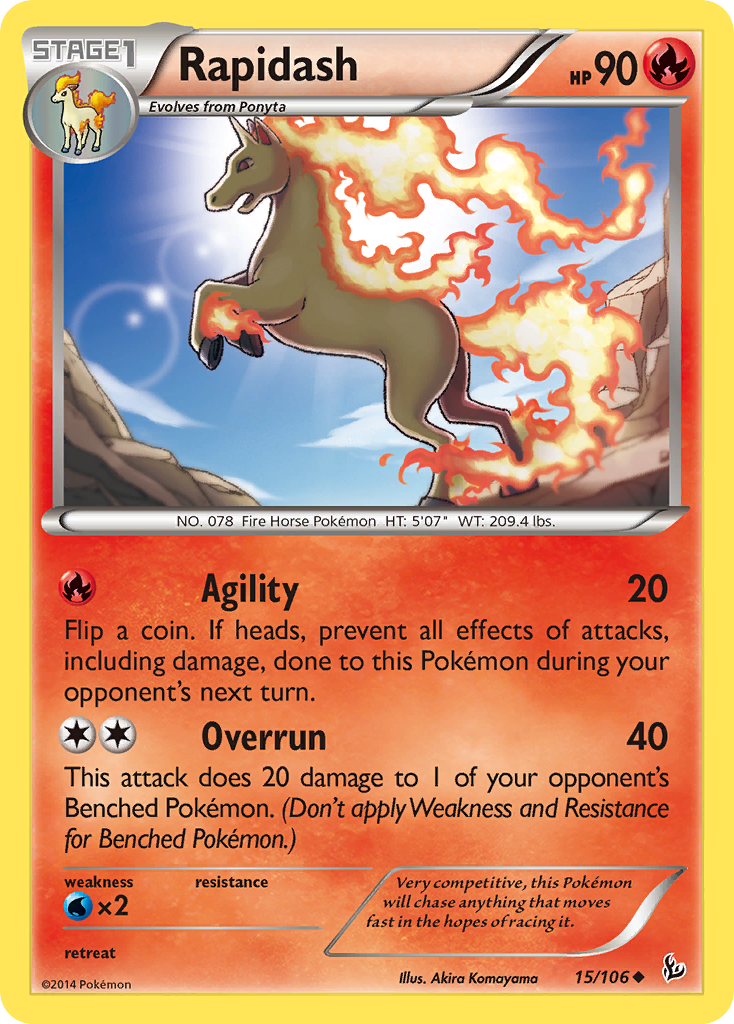 STAGE1
Rapidash
HP 90
Evolves from Ponyta
NO. 078 Fire Horse Pokémon HT: 5'07" WT: 209.4 lbs.
Agility 20
Flip a coin. If heads, prevent all effects of attacks,
including damage, done to this Pokémon during your
opponent's next turn.
Overrun 40
This attack does 20 damage to 1 of your opponent's
Benched Pokémon. (Don't apply Weakness and Resistance
for Benched Pokémon.)
weakness resistance
×2
retreat
Very competitive, this Pokémon
will chase anything that moves
fast in the hopes of racing it.
©2014 Pokémon
Illus. Akira Komayama
15/106